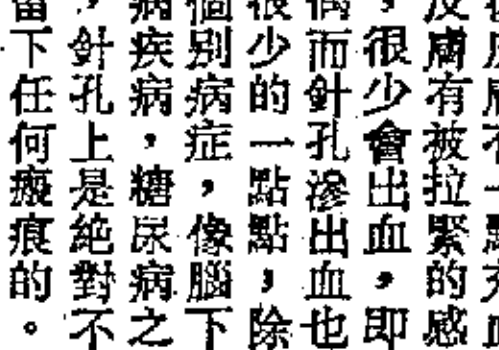 膚有被拉緊的感
，很少會出血，即
偶而針孔滲出血也
很少的一點點，除
個別病症，像腦下
病疾病，糖尿病之
，針孔上是絕對不
留下任何瘢痕的。